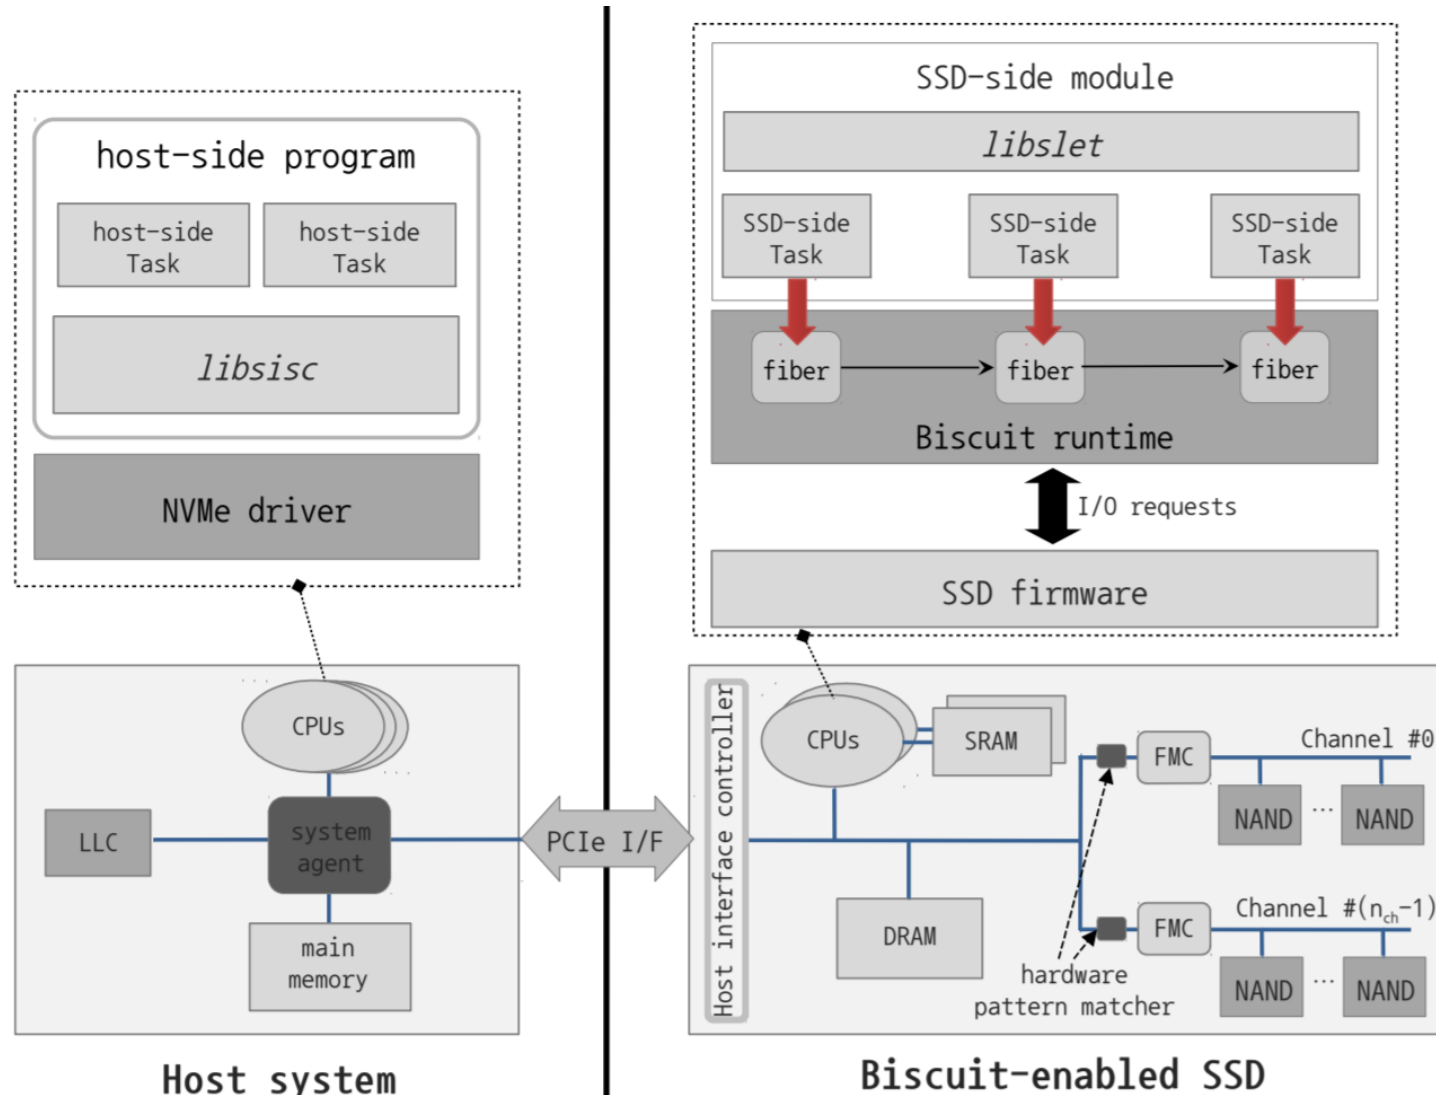 host-side program
host-side
Task
host-side
Task
libsisc
NVMe driver
CPUs
LLC
system
agent
main
memory
Host system
PCIe I/F
SSD-side module
libslet
SSD-side
Task
SSD-side
Task
SSD-side
Task
fiber
fiber
fiber
Biscuit runtime
I/O requests
SSD firmware
Host interface controller
CPUs
SRAM
DRAM
FMC
Channel #0
NAND
...
NAND
FMC
Channel #(nch-1)
NAND
...
NAND
hardware
pattern matcher
Biscuit-enabled SSD